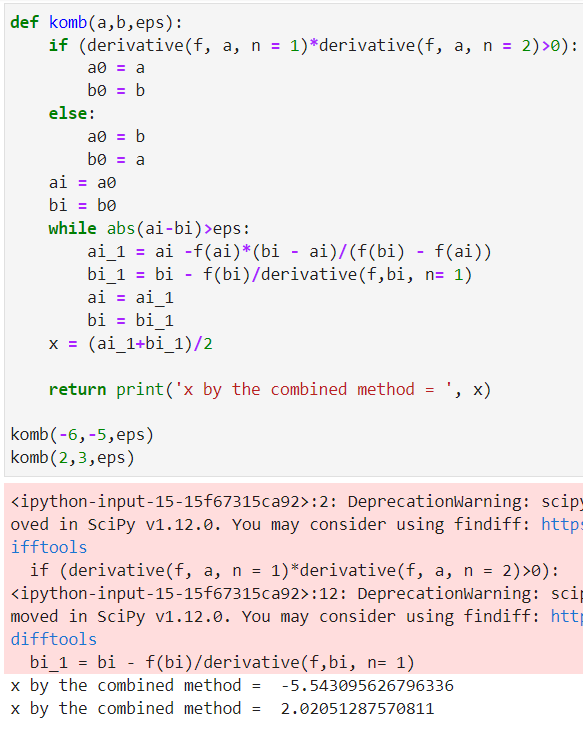 def komb(a,b,eps):
    if (derivative(f, a, n = 1)*derivative(f, a, n = 2)>0):
        a0 = a
        b0 = b
    else:
        a0 = b
        b0 = a
    ai = a0
    bi = b0
    while abs(ai-bi)>eps:
        ai_1 = ai -f(ai)*(bi - ai)/(f(bi) - f(ai))
        bi_1 = bi - f(bi)/derivative(f,bi, n= 1)
        ai = ai_1
        bi = bi_1
    x = (ai_1+bi_1)/2
    return print('x by the combined method = ', x)
komb(-6,-5,eps)
komb(2,3,eps)
<ipython-input-15-15f67315ca92>:2: DeprecationWarning: scipy
oved in SciPy v1.12.0. You may consider using findiff: https
ifftools
  if (derivative(f, a, n = 1)*derivative(f, a, n = 2)>0):
<ipython-input-15-15f67315ca92>:12: DeprecationWarning: scip
moved in SciPy v1.12.0. You may consider using findiff: http
difftools
  bi_1 = bi - f(bi)/derivative(f,bi, n= 1)
x by the combined method =  -5.543095626796336
x by the combined method =  2.02051287570811